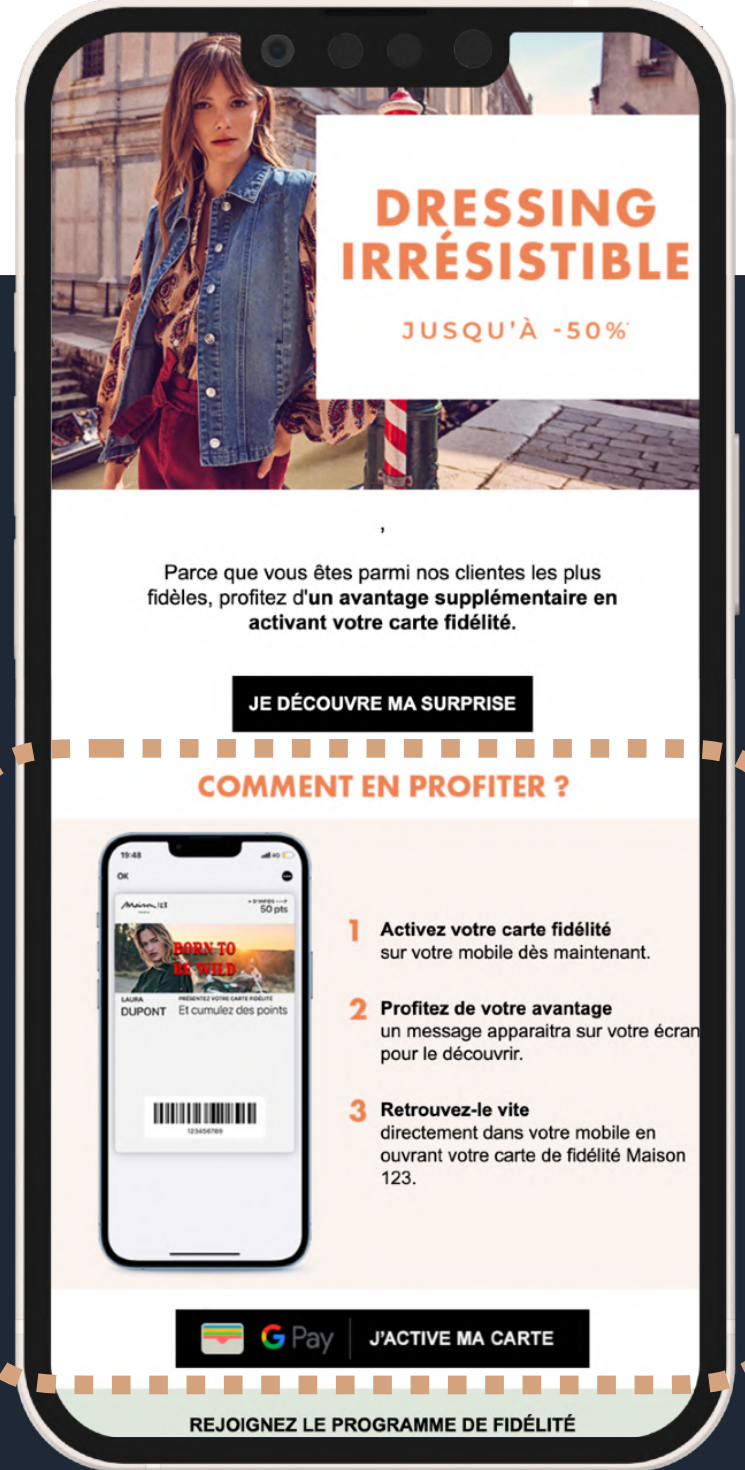 DRESSING
IRRÉSISTIBLE
JUSQU'À -50%*
,
Parce que vous êtes parmi nos clientes les plus
fidèles, profitez d'un avantage supplémentaire en
activant votre carte fidélité.
JE DÉCOUVRE MA SURPRISE
COMMENT EN PROFITER ?
19:48
4G
OK
Maison 123
50 pts
BORN TO
BE WILD
LAURA
DUPONT
PRÉSENTEZ VOTRE CARTE FIDÉLITÉ
Et cumulez des points
123456789
1 Activez votre carte fidélité
sur votre mobile dès maintenant.
2 Profitez de votre avantage
un message apparaitra sur votre écran
pour le découvrir.
3 Retrouvez-le vite
directement dans votre mobile en
ouvrant votre carte de fidélité Maison
123.
G Pay J'ACTIVE MA CARTE
REJOIGNEZ LE PROGRAMME DE FIDÉLITÉ